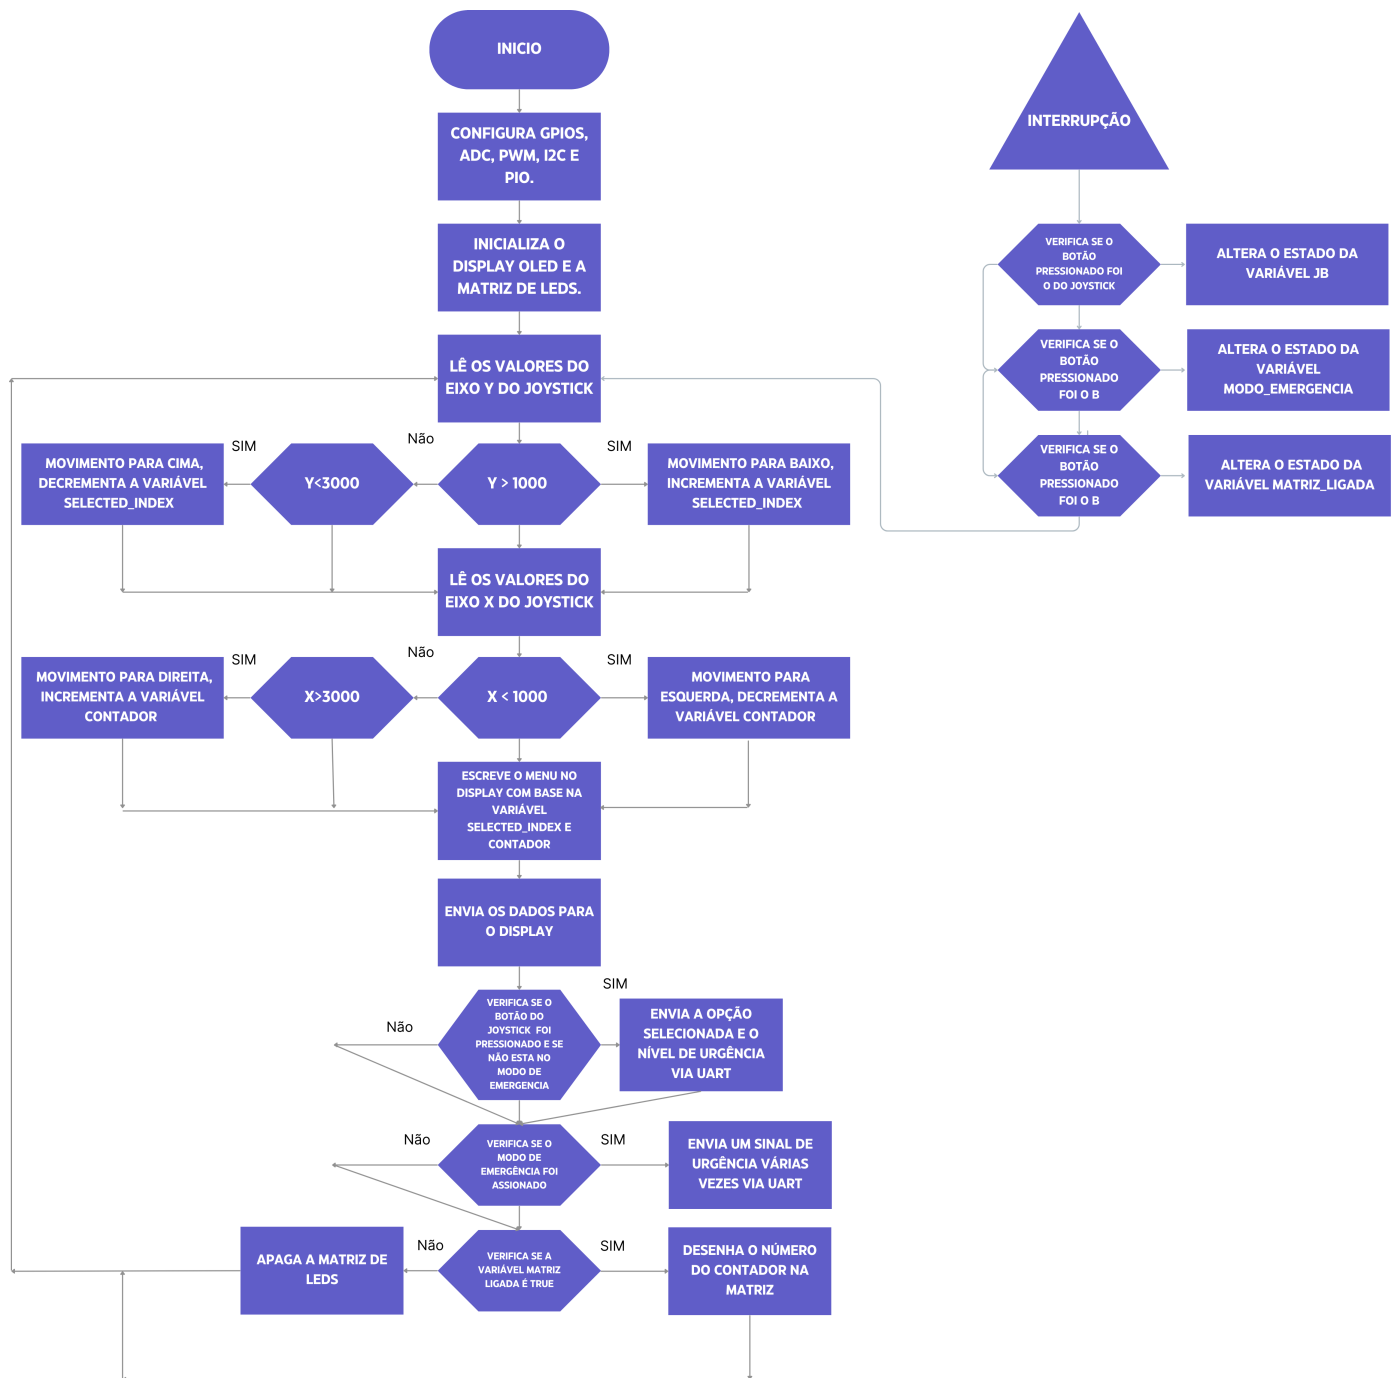 INICIO
CONFIGURA GPIOS,
ADC, PWM, I2C E
PIO.
INICIALIZA O
DISPLAY OLED E A
MATRIZ DE LEDS.
LÊ OS VALORES DO
EIXO Y DO JOYSTICK
Não
SIM
SIM
MOVIMENTO PARA CIMA,
DECREMENTA A VARIÁVEL
SELECTED_INDEX
Y<3000
Y > 1000
MOVIMENTO PARA BAIXO,
INCREMENTA A VARIÁVEL
SELECTED_INDEX
LÊ OS VALORES DO
EIXO X DO JOYSTICK
Não
SIM
SIM
MOVIMENTO PARA DIREITA,
INCREMENTA A VARIÁVEL
CONTADOR
X>3000
X < 1000
MOVIMENTO PARA
ESQUERDA, DECREMENTA A
VARIÁVEL CONTADOR
ESCREVE O MENU NO
DISPLAY COM BASE NA
VARIÁVEL
SELECTED_INDEX E
CONTADOR
ENVIA OS DADOS PARA
O DISPLAY
SIM
Não
VERIFICA SE O
BOTÃO DO
JOYSTICK FOI
PRESSIONADO E SE
NÃO ESTA NO
MODO DE
EMERGENCIA
ENVIA A OPÇÃO
SELECIONADA E O
NÍVEL DE URGÊNCIA
VIA UART
Não
SIM
VERIFICA SE O
MODO DE
EMERGÊNCIA FOI
ASSIONADO
ENVIA UM SINAL DE
URGÊNCIA VÁRIAS
VEZES VIA UART
Não
SIM
APAGA A MATRIZ DE
LEDS
VERIFICA SE A
VARIÁVEL MATRIZ
LIGADA É TRUE
DESENHA O NÚMERO
DO CONTADOR NA
MATRIZ
INTERRUPÇÃO
VERIFICA SE O
BOTÃO
PRESSIONADO FOI
O DO JOYSTICK
ALTERA O ESTADO DA
VARIÁVEL JB
VERIFICA SE O
BOTÃO
PRESSIONADO
FOI O B
ALTERA O ESTADO DA
VARIÁVEL
MODO_EMERGENCIA
VERIFICA SE O
BOTÃO
PRESSIONADO
FOI O B
ALTERA O ESTADO DA
VARIÁVEL MATRIZ_LIGADA